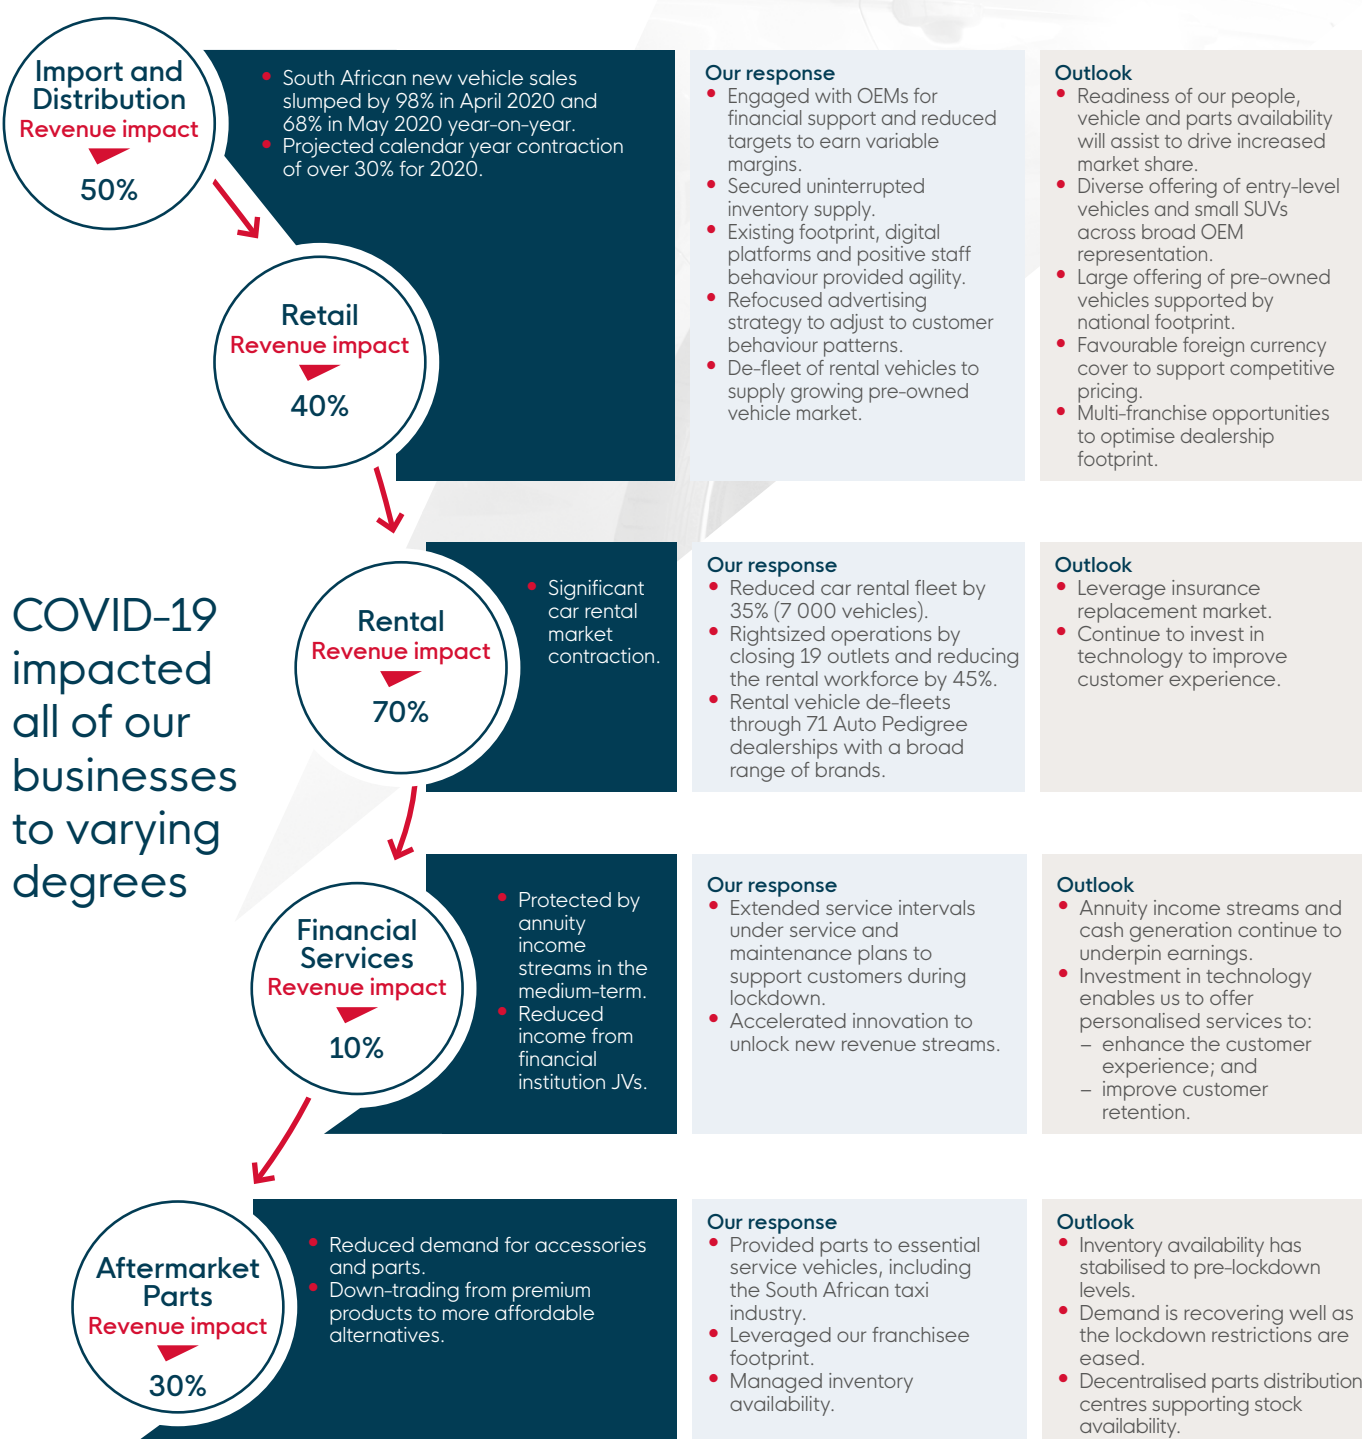 Import and
Distribution
Revenue impact
50%
South African new vehicle sales
slumped by 98% in April 2020 and
68% in May 2020 year-on-year.
Projected calendar year contraction
of over 30% for 2020.
Retail
Revenue impact
40%
Our response
Engaged with OEMs for
financial support and reduced
targets to earn variable
margins.
Secured uninterrupted
inventory supply.
Existing footprint, digital
platforms and positive staff
behaviour provided agility.
Refocused advertising
strategy to adjust to customer
behaviour patterns.
De-fleet of rental vehicles to
supply growing pre-owned
vehicle market.
Outlook
Readiness of our people,
vehicle and parts availability
will assist to drive increased
market share.
Diverse offering of entry-level
vehicles and small SUVs
across broad OEM
representation.
Large offering of pre-owned
vehicles supported by
national footprint.
Favourable foreign currency
cover to support competitive
pricing.
Multi-franchise opportunities
to optimise dealership
footprint.
COVID-19
impacted
all of our
businesses
to varying
degrees
Rental
Revenue impact
70%
Significant
car rental
market
contraction.
Our response
Reduced car rental fleet by
35% (7 000 vehicles).
Rightsized operations by
closing 19 outlets and reducing
the rental workforce by 45%.
Rental vehicle de-fleets
through 71 Auto Pedigree
dealerships with a broad
range of brands.
Outlook
Leverage insurance
replacement market.
Continue to invest in
technology to improve
customer experience.
Financial
Services
Revenue impact
10%
Protected by
annuity
income
streams in the
medium-term.
Reduced
income from
financial
institution JVs.
Our response
Extended service intervals
under service and
maintenance plans to
support customers during
lockdown.
Accelerated innovation to
unlock new revenue streams.
Outlook
Annuity income streams and
cash generation continue to
underpin earnings.
Investment in technology
enables us to offer
personalised services to:
– enhance the customer
experience; and
– improve customer
retention.
Aftermarket
Parts
Revenue impact
30%
Reduced demand for accessories
and parts.
Down-trading from premium
products to more affordable
alternatives.
Our response
Provided parts to essential
service vehicles, including
the South African taxi
industry.
Leveraged our franchisee
footprint.
Managed inventory
availability.
Outlook
Inventory availability has
stabilised to pre-lockdown
levels.
Demand is recovering well as
the lockdown restrictions are
eased.
Decentralised parts distribution
centres supporting stock
availability.